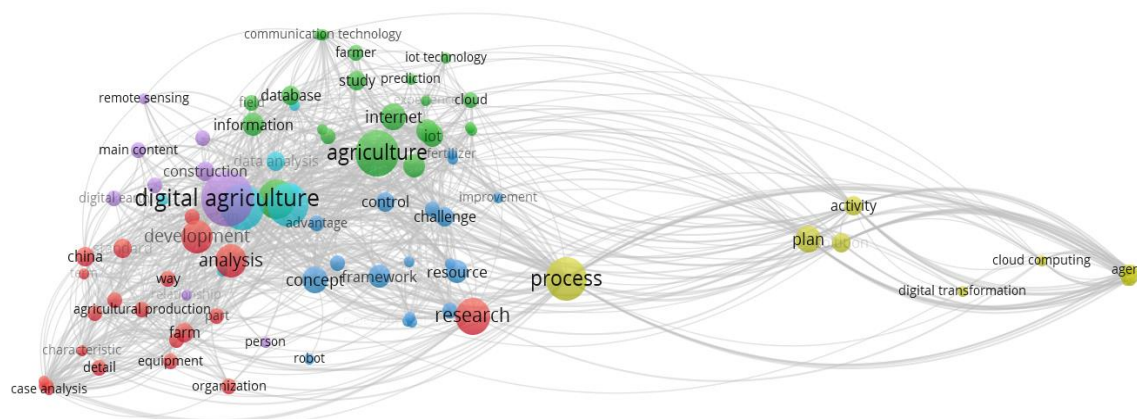 communication technology
farmer
iot technology
study
prediction
remote sensing
database
cloud
field
information
internet
iot
main content
agriculture
fertilizer
data analysis
construction
digital agriculture
improvement
control
activity
challenge
advantage
development
plan
china
analysis
cloud computing
way
concept
framework
resource
process
digital transformation
agricultural production
part
research
farm
person
characteristic
detail
equipment
robot
case analysis
organization